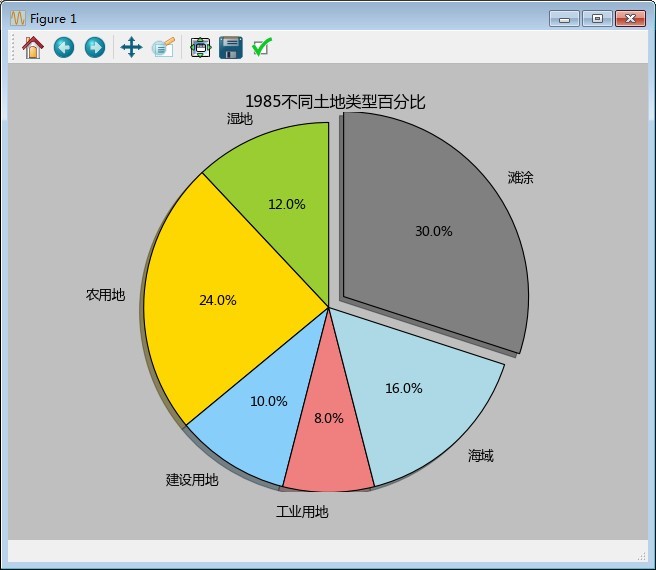 Figure 1
1985不同土地类型百分比
湿地
滩涂
12.0%
30.0%
农用地
24.0%
16.0%
10.0%
8.0%
海域
建设用地
工业用地